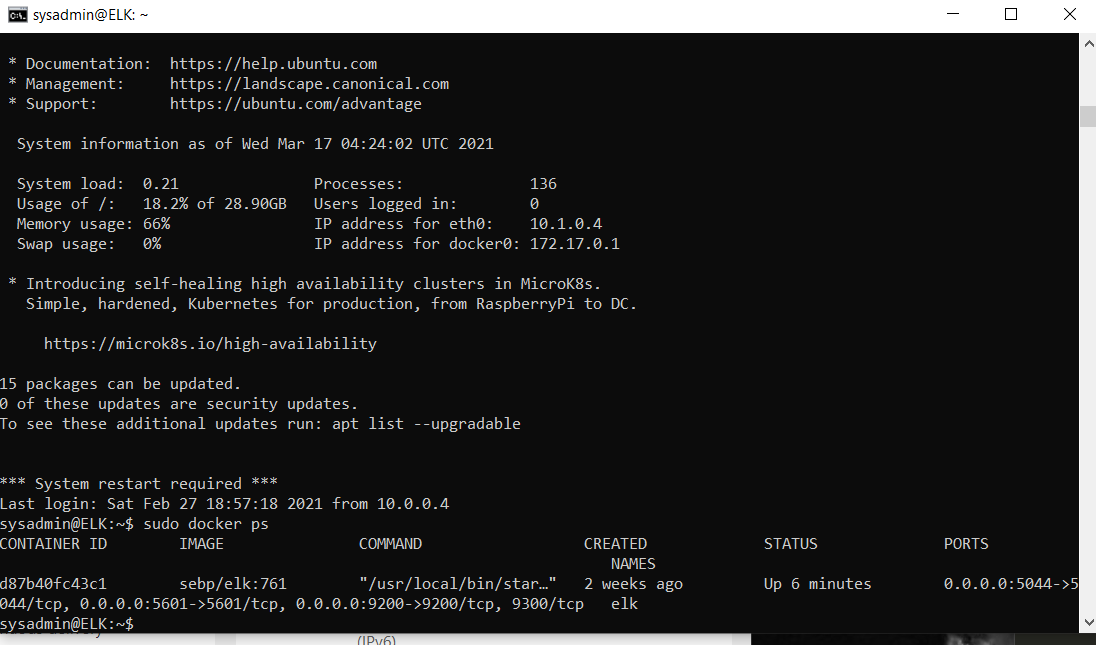 sysadmin@ELK: ~
* Documentation:  https://help.ubuntu.com
* Management:     https://landscape.canonical.com
* Support:        https://ubuntu.com/advantage
System information as of Wed Mar 17 04:24:02 UTC 2021
System load:  0.21               Processes:              136
Usage of /:   18.2% of 28.90GB   Users logged in:        0
Memory usage: 66%                IP address for eth0:    10.1.0.4
Swap usage:   0%                 IP address for docker0: 172.17.0.1
* Introducing self-healing high availability clusters in MicroK8s.
Simple, hardened, Kubernetes for production, from RaspberryPi to DC.
https://microk8s.io/high-availability
15 packages can be updated.
0 of these updates are security updates.
To see these additional updates run: apt list --upgradable
*** System restart required ***
Last login: Sat Feb 27 18:57:18 2021 from 10.0.0.4
sysadmin@ELK:~$ sudo docker ps
CONTAINER ID        IMAGE               COMMAND                  CREATED             STATUS              PORTS
NAMES
d87b40fc43c1        sebp/elk:761        "/usr/local/bin/star…"   2 weeks ago         Up 6 minutes        0.0.0.0:5044->5
044/tcp, 0.0.0.0:5601->5601/tcp, 0.0.0.0:9200->9200/tcp, 9300/tcp   elk
sysadmin@ELK:~$
(IPv6)